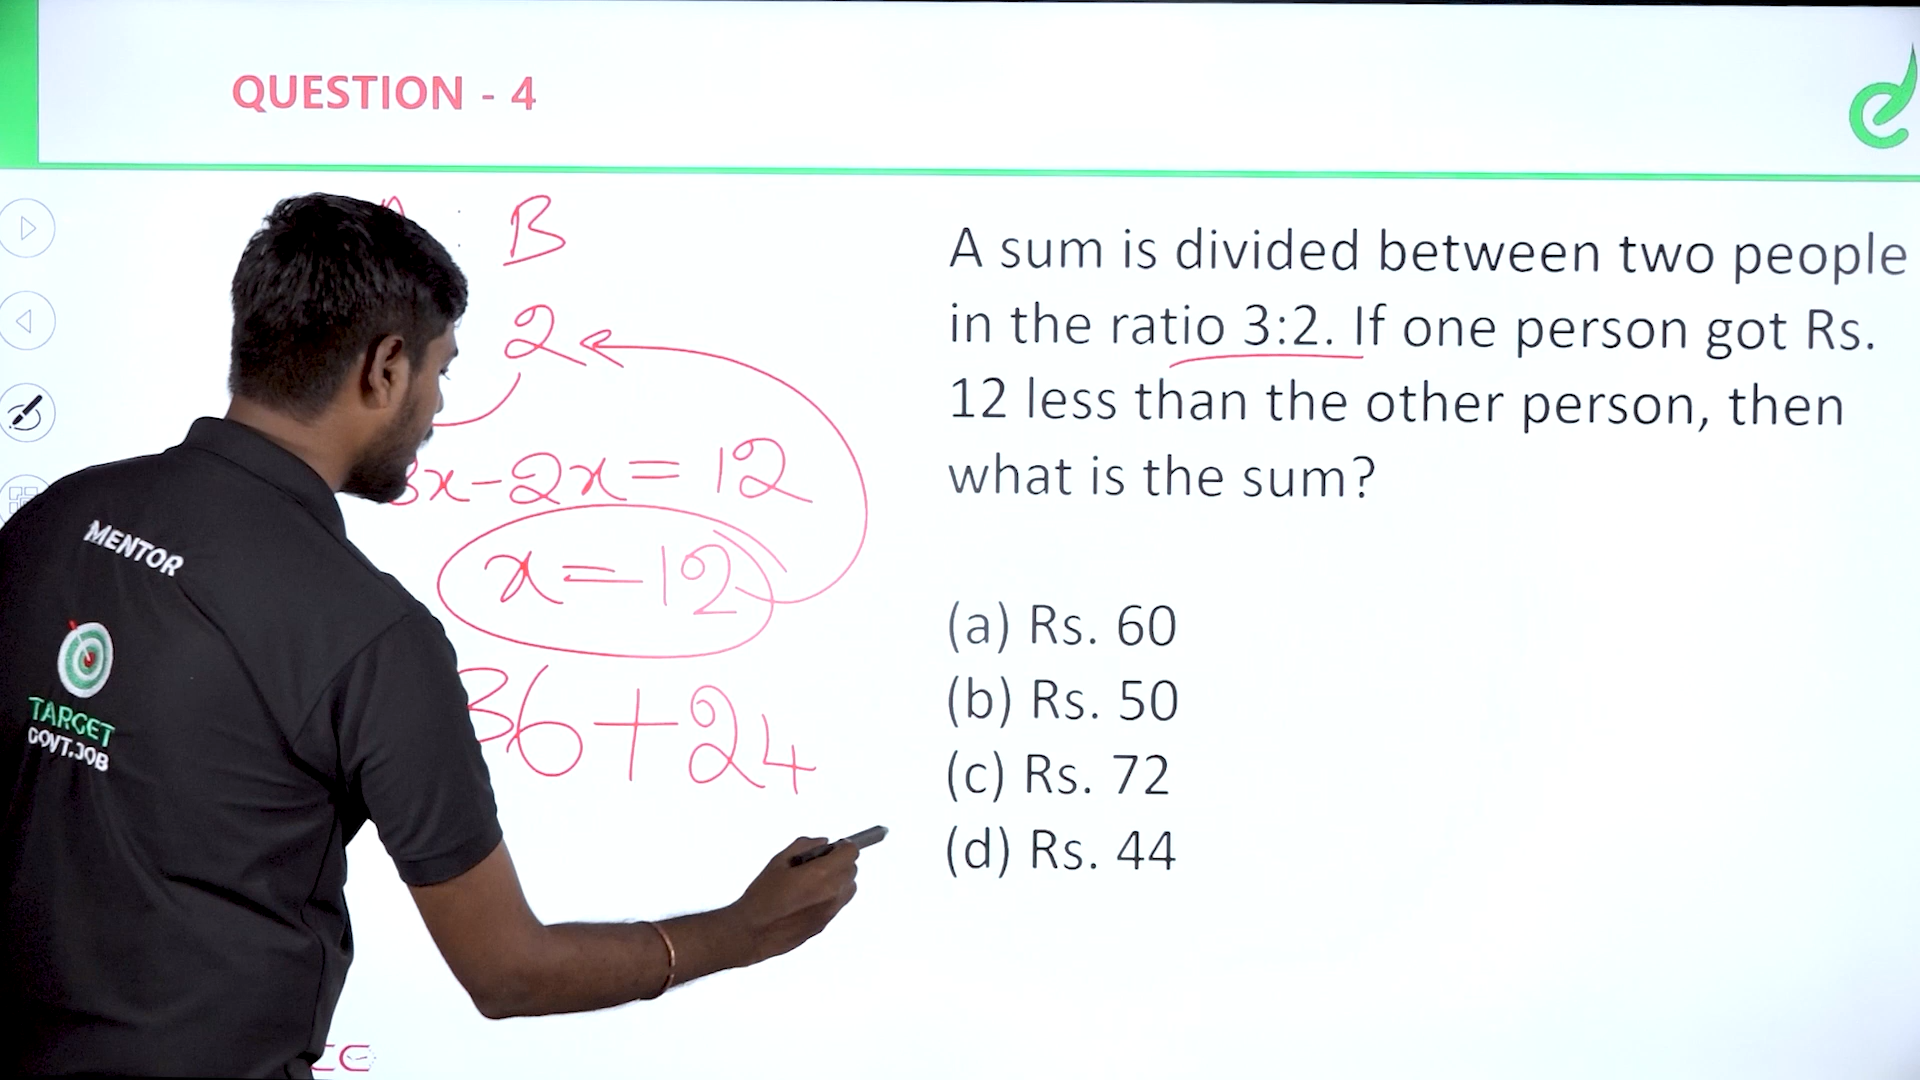 QUESTION - 4
A : B
2
3x-2x=12
x=12
36+24
A sum is divided between two people
in the ratio 3:2. If one person got Rs.
12 less than the other person, then
what is the sum?
(a) Rs. 60
(b) Rs. 50
(c) Rs. 72
(d) Rs. 44
MENTOR
TARGET
GOVT.JOB